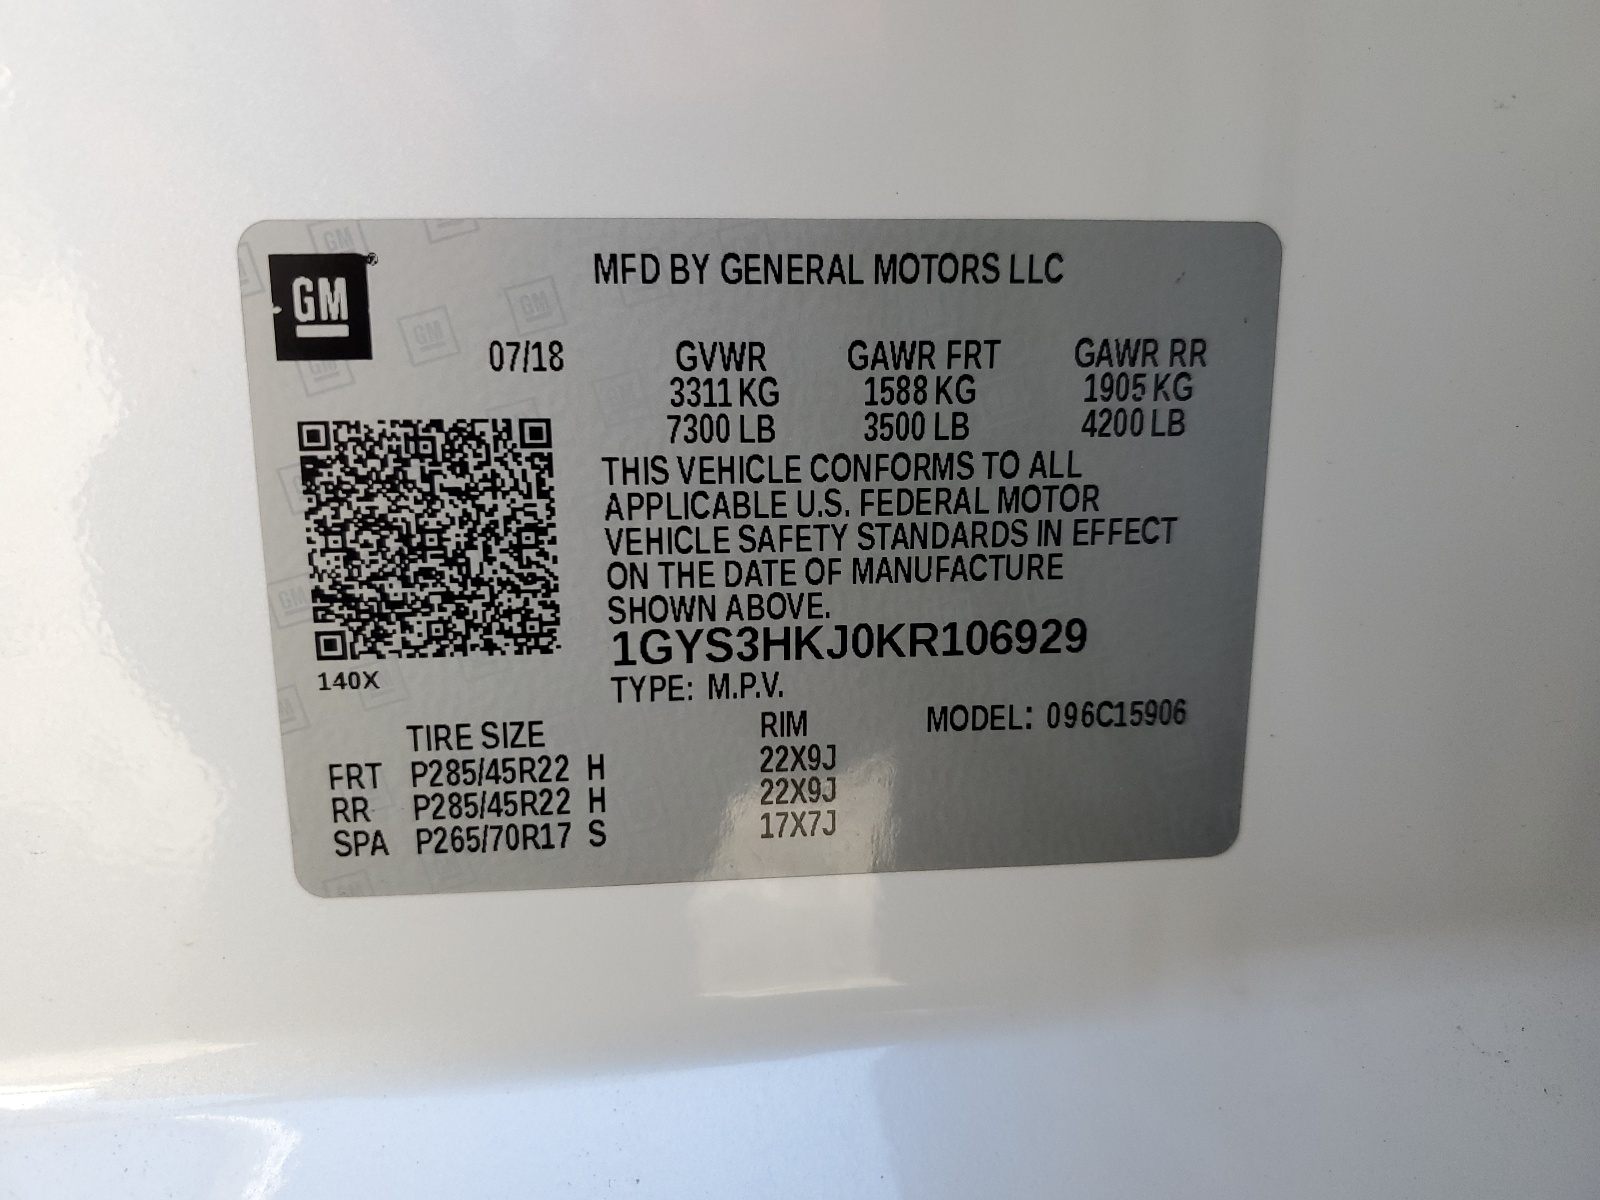 GM
MFD BY GENERAL MOTORS LLC
07/18 GVWR GAWR FRT GAWR RR
3311 KG 1588 KG 1905 KG
7300 LB 3500 LB 4200 LB
THIS VEHICLE CONFORMS TO ALL
APPLICABLE U.S. FEDERAL MOTOR
VEHICLE SAFETY STANDARDS IN EFFECT
ON THE DATE OF MANUFACTURE
SHOWN ABOVE.
1GYS3HKJ0KR106929
140X
TYPE: M.P.V.
TIRE SIZE RIM MODEL: 096C15906
FRT P285/45R22 H 22X9J
RR P285/45R22 H 22X9J
SPA P265/70R17 S 17X7J